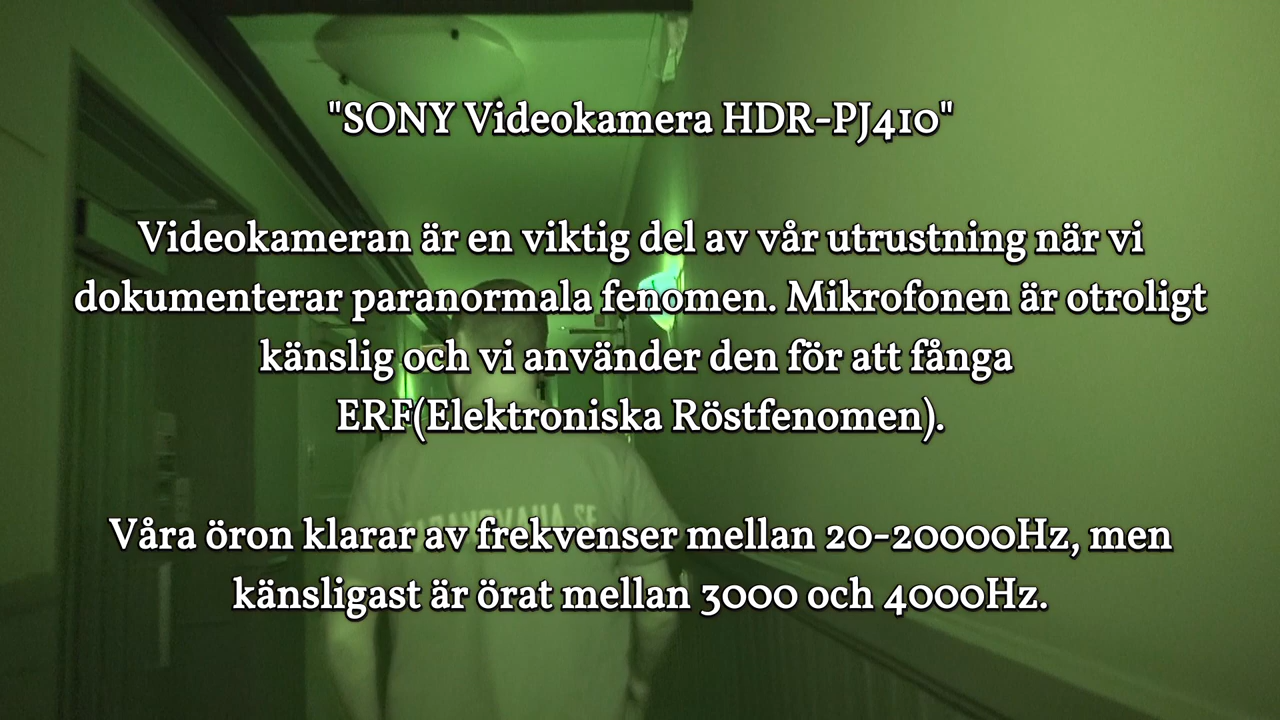 "SONY Videokamera HDR-PJ410"
Videokameran är en viktig del av vår utrustning när vi
dokumenterar paranormala fenomen. Mikrofonen är otroligt
känslig och vi använder den för att fånga
ERF(Elektroniska Röstfenomen).
Våra öron klarar av frekvenser mellan 20-20000Hz, men
känsligast är örat mellan 3000 och 4000Hz.